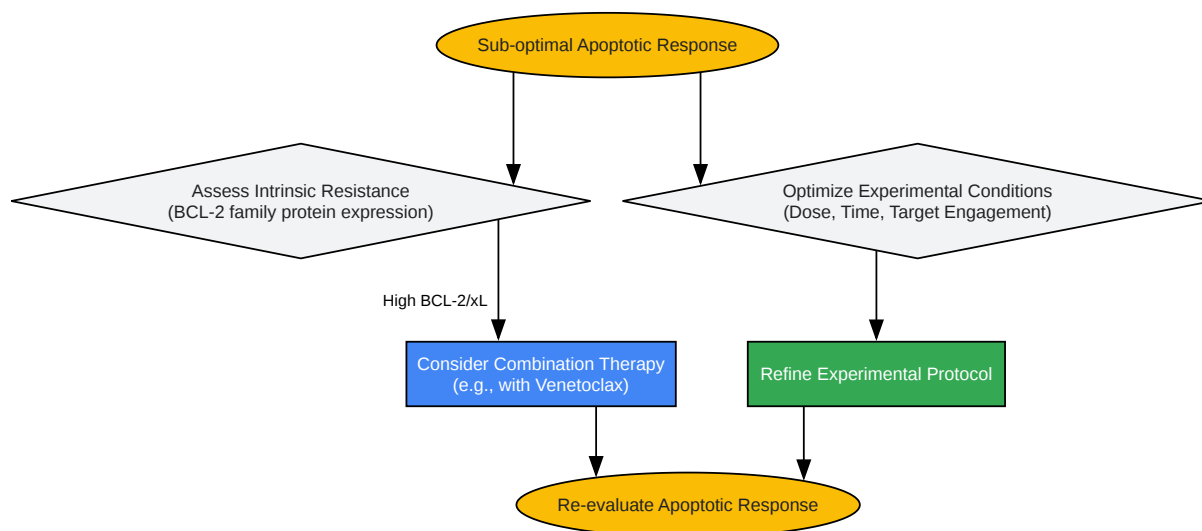 Sub-optimal Apoptotic Response
Assess Intrinsic Resistance
(BCL-2 family protein expression)
Optimize Experimental Conditions
(Dose, Time, Target Engagement)
High BCL-2/xL
Consider Combination Therapy
(e.g., with Venetoclax)
Refine Experimental Protocol
Re-evaluate Apoptotic Response